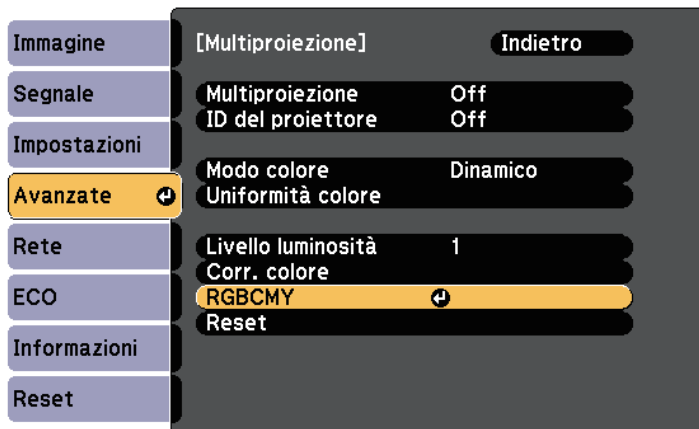 Immagine
Segnale
Impostazioni
Avanzate
Rete
ECO
Informazioni
Reset
[Multiproiezione] Indietro
Multiproiezione Off
ID del proiettore Off
Modo colore Dinamico
Uniformità colore
Livello luminosità 1
Corr. colore
RGBCMY
Reset